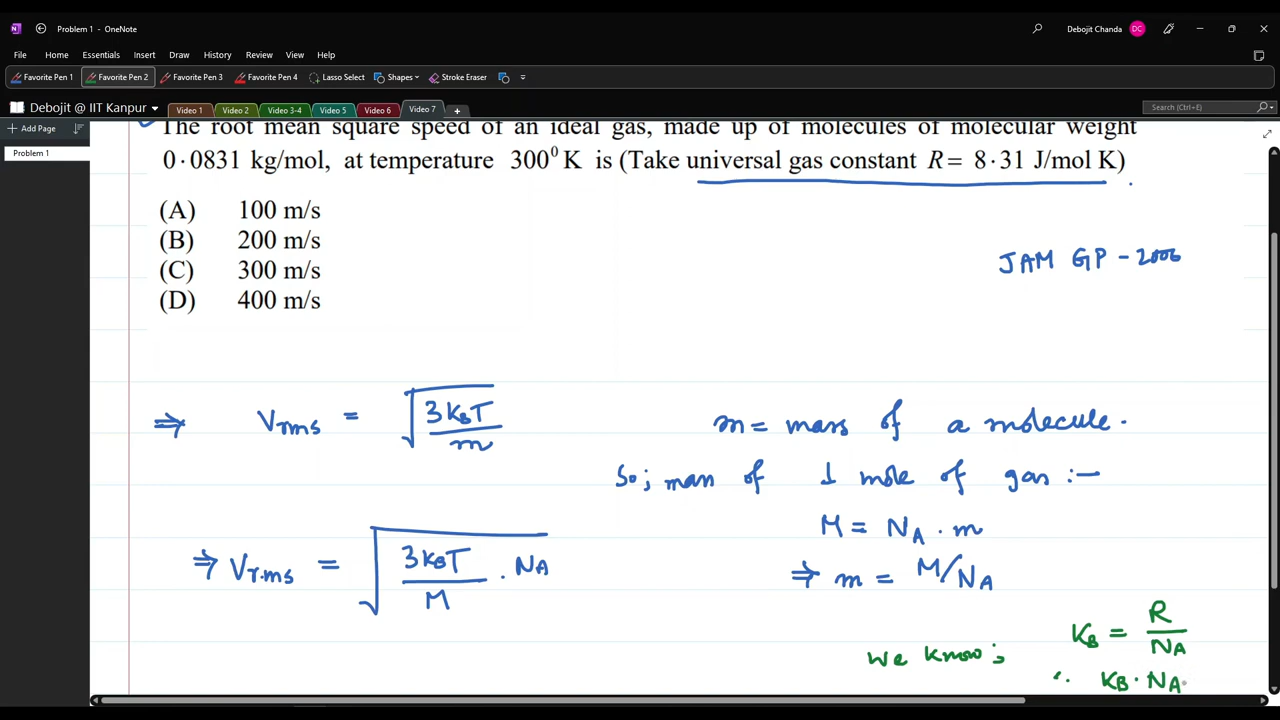 Problem 1 - OneNote
Debojit Chanda DC
File Home Essentials Insert Draw History Review View Help
Favorite Pen 1 Favorite Pen 2 Favorite Pen 3 Favorite Pen 4 Lasso Select Shapes Stroke Eraser
Debojit @ IIT Kanpur Video 1 Video 2 Video 3-4 Video 5 Video 6 Video 7 + Search (Ctrl+E)
Add Page
Problem 1
The root mean square speed of an ideal gas, made up of molecules of molecular weight
0·0831 kg/mol, at temperature 300⁰ K is (Take universal gas constant R = 8·31 J/mol K)
(A) 100 m/s
(B) 200 m/s
(C) 300 m/s
(D) 400 m/s
JAM GP - 2006
⇒ Vrms = √(3KBT/m)
m = mass of a molecule.
So; mass of 1 mole of gas :-
M = NA · m
⇒ Vr.ms = √(3KBT/M · NA)
⇒ m = M/NA
We know; KB = R/NA
∴ KB · NA